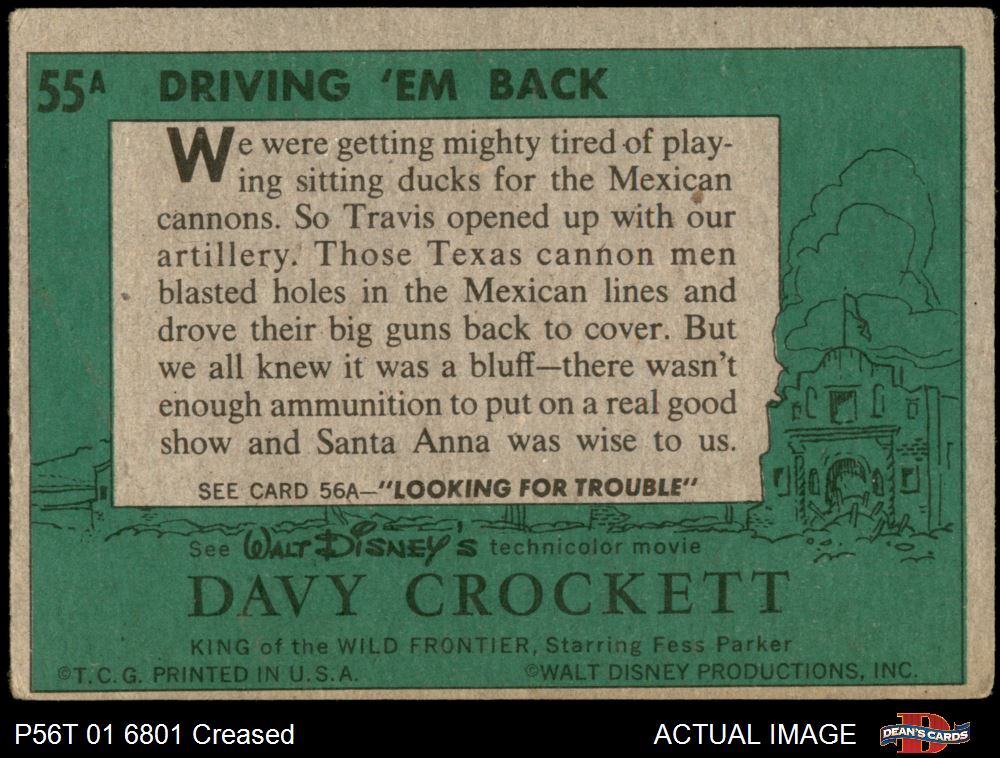 55A DRIVING 'EM BACK
We were getting mighty tired of play-
ing sitting ducks for the Mexican
cannons. So Travis opened up with our
artillery. Those Texas cannon men
blasted holes in the Mexican lines and
drove their big guns back to cover. But
we all knew it was a bluff—there wasn't
enough ammunition to put on a real good
show and Santa Anna was wise to us.
SEE CARD 56A—"LOOKING FOR TROUBLE"
See WALT DISNEY'S technicolor movie
DAVY CROCKETT
KING of the WILD FRONTIER, Starring Fess Parker
©T.C.G. PRINTED IN U.S.A. ©WALT DISNEY PRODUCTIONS, INC.
P56T 01 6801 Creased ACTUAL IMAGE DEAN'S CARDS